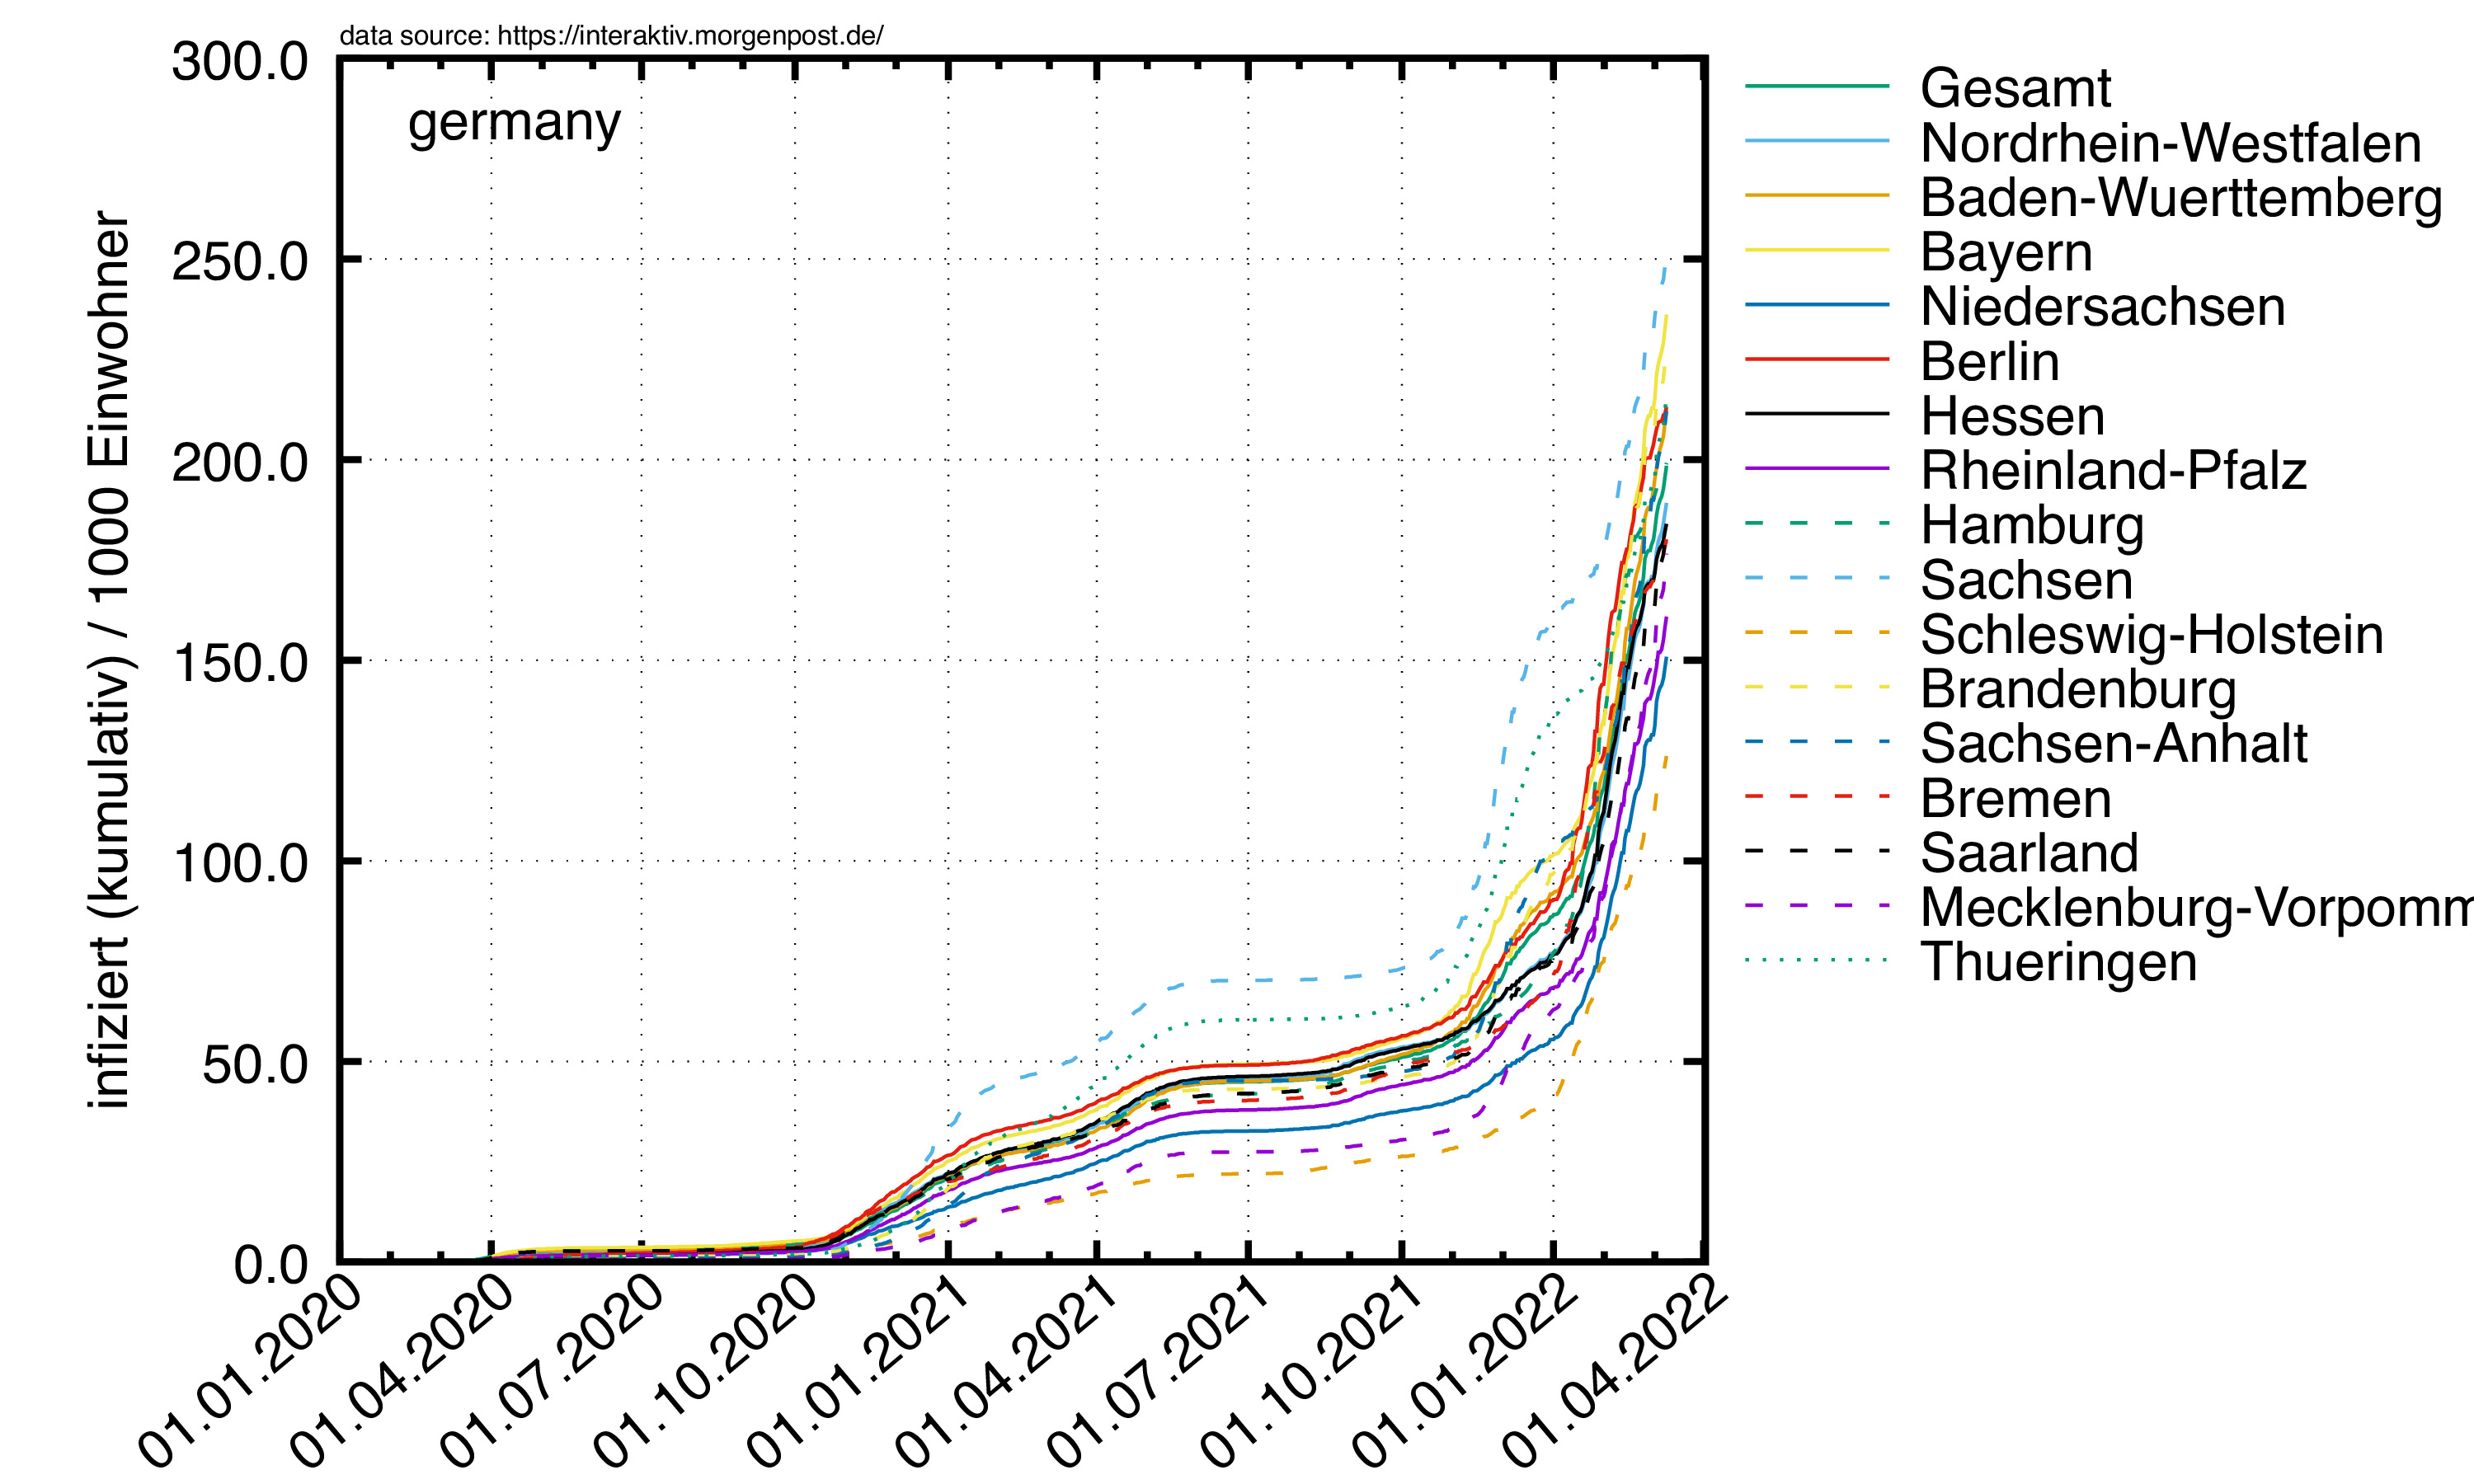 data source: https://interaktiv.morgenpost.de/
germany
infiziert (kumulativ) / 1000 Einwohner
300.0
250.0
200.0
150.0
100.0
50.0
0.0
01.01.2020
01.04.2020
01.07.2020
01.10.2020
01.01.2021
01.04.2021
01.07.2021
01.10.2021
01.01.2022
01.04.2022
Gesamt
Nordrhein-Westfalen
Baden-Wuerttemberg
Bayern
Niedersachsen
Berlin
Hessen
Rheinland-Pfalz
Hamburg
Sachsen
Schleswig-Holstein
Brandenburg
Sachsen-Anhalt
Bremen
Saarland
Mecklenburg-Vorpomm
Thueringen